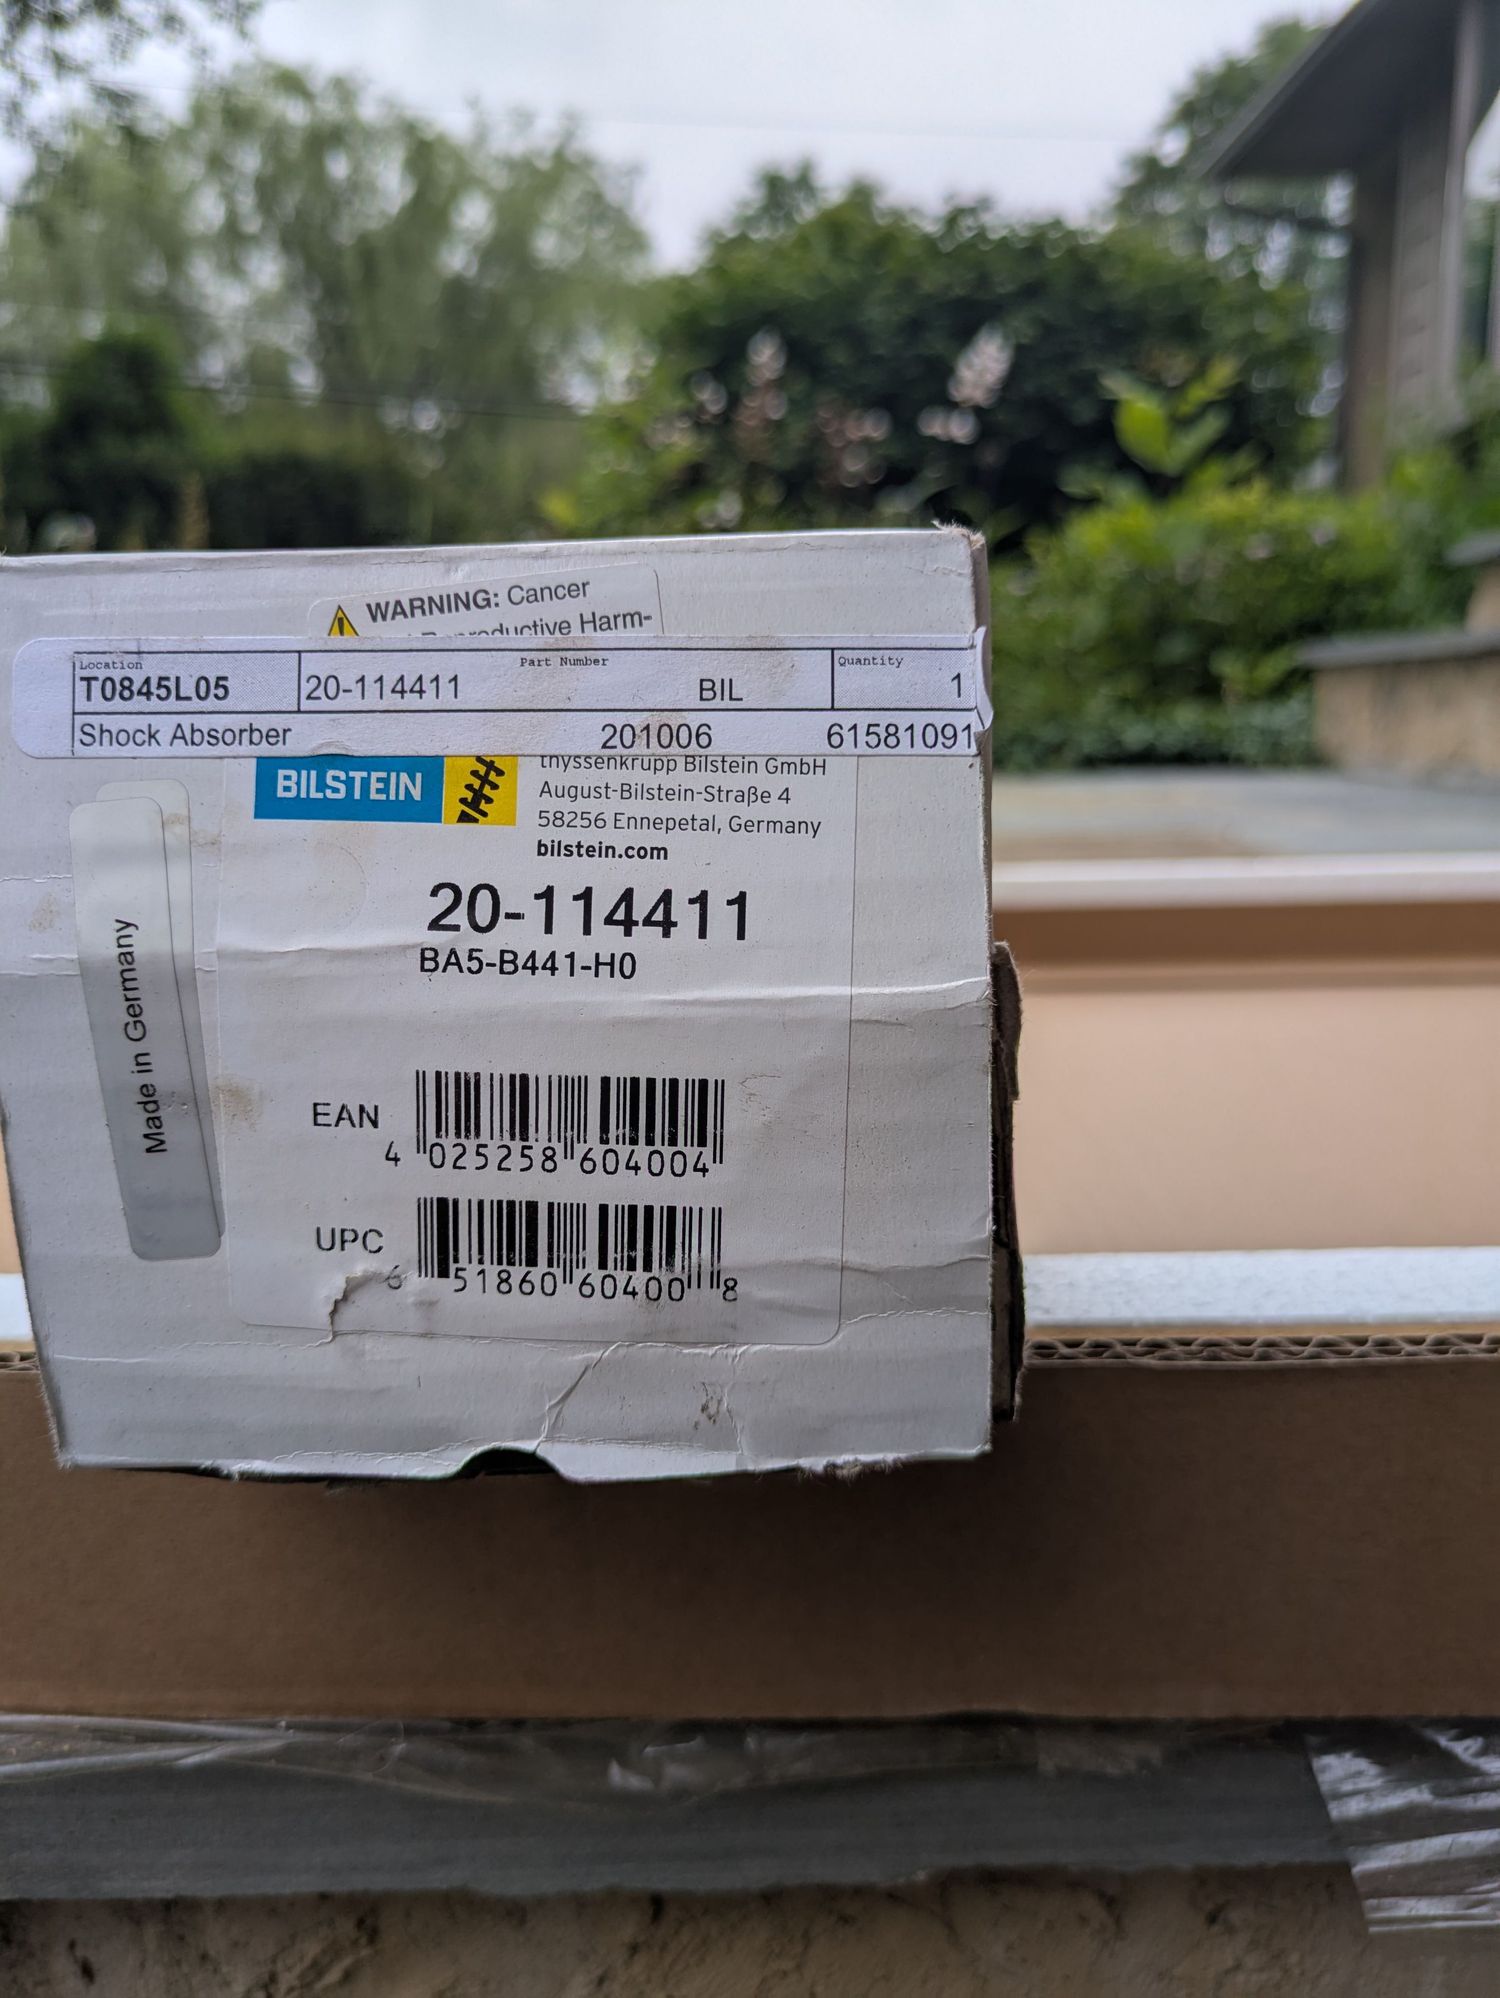 WARNING: Cancer
Reproductive Harm-
Location Part Number Quantity
T0845L05 20-114411 BIL 1
Shock Absorber 201006 61581091
BILSTEIN
thyssenkrupp Bilstein GmbH
August-Bilstein-Straße 4
58256 Ennepetal, Germany
bilstein.com
20-114411
BA5-B441-H0
Made in Germany
EAN
4 025258 604004
UPC
6 51860 60400 8